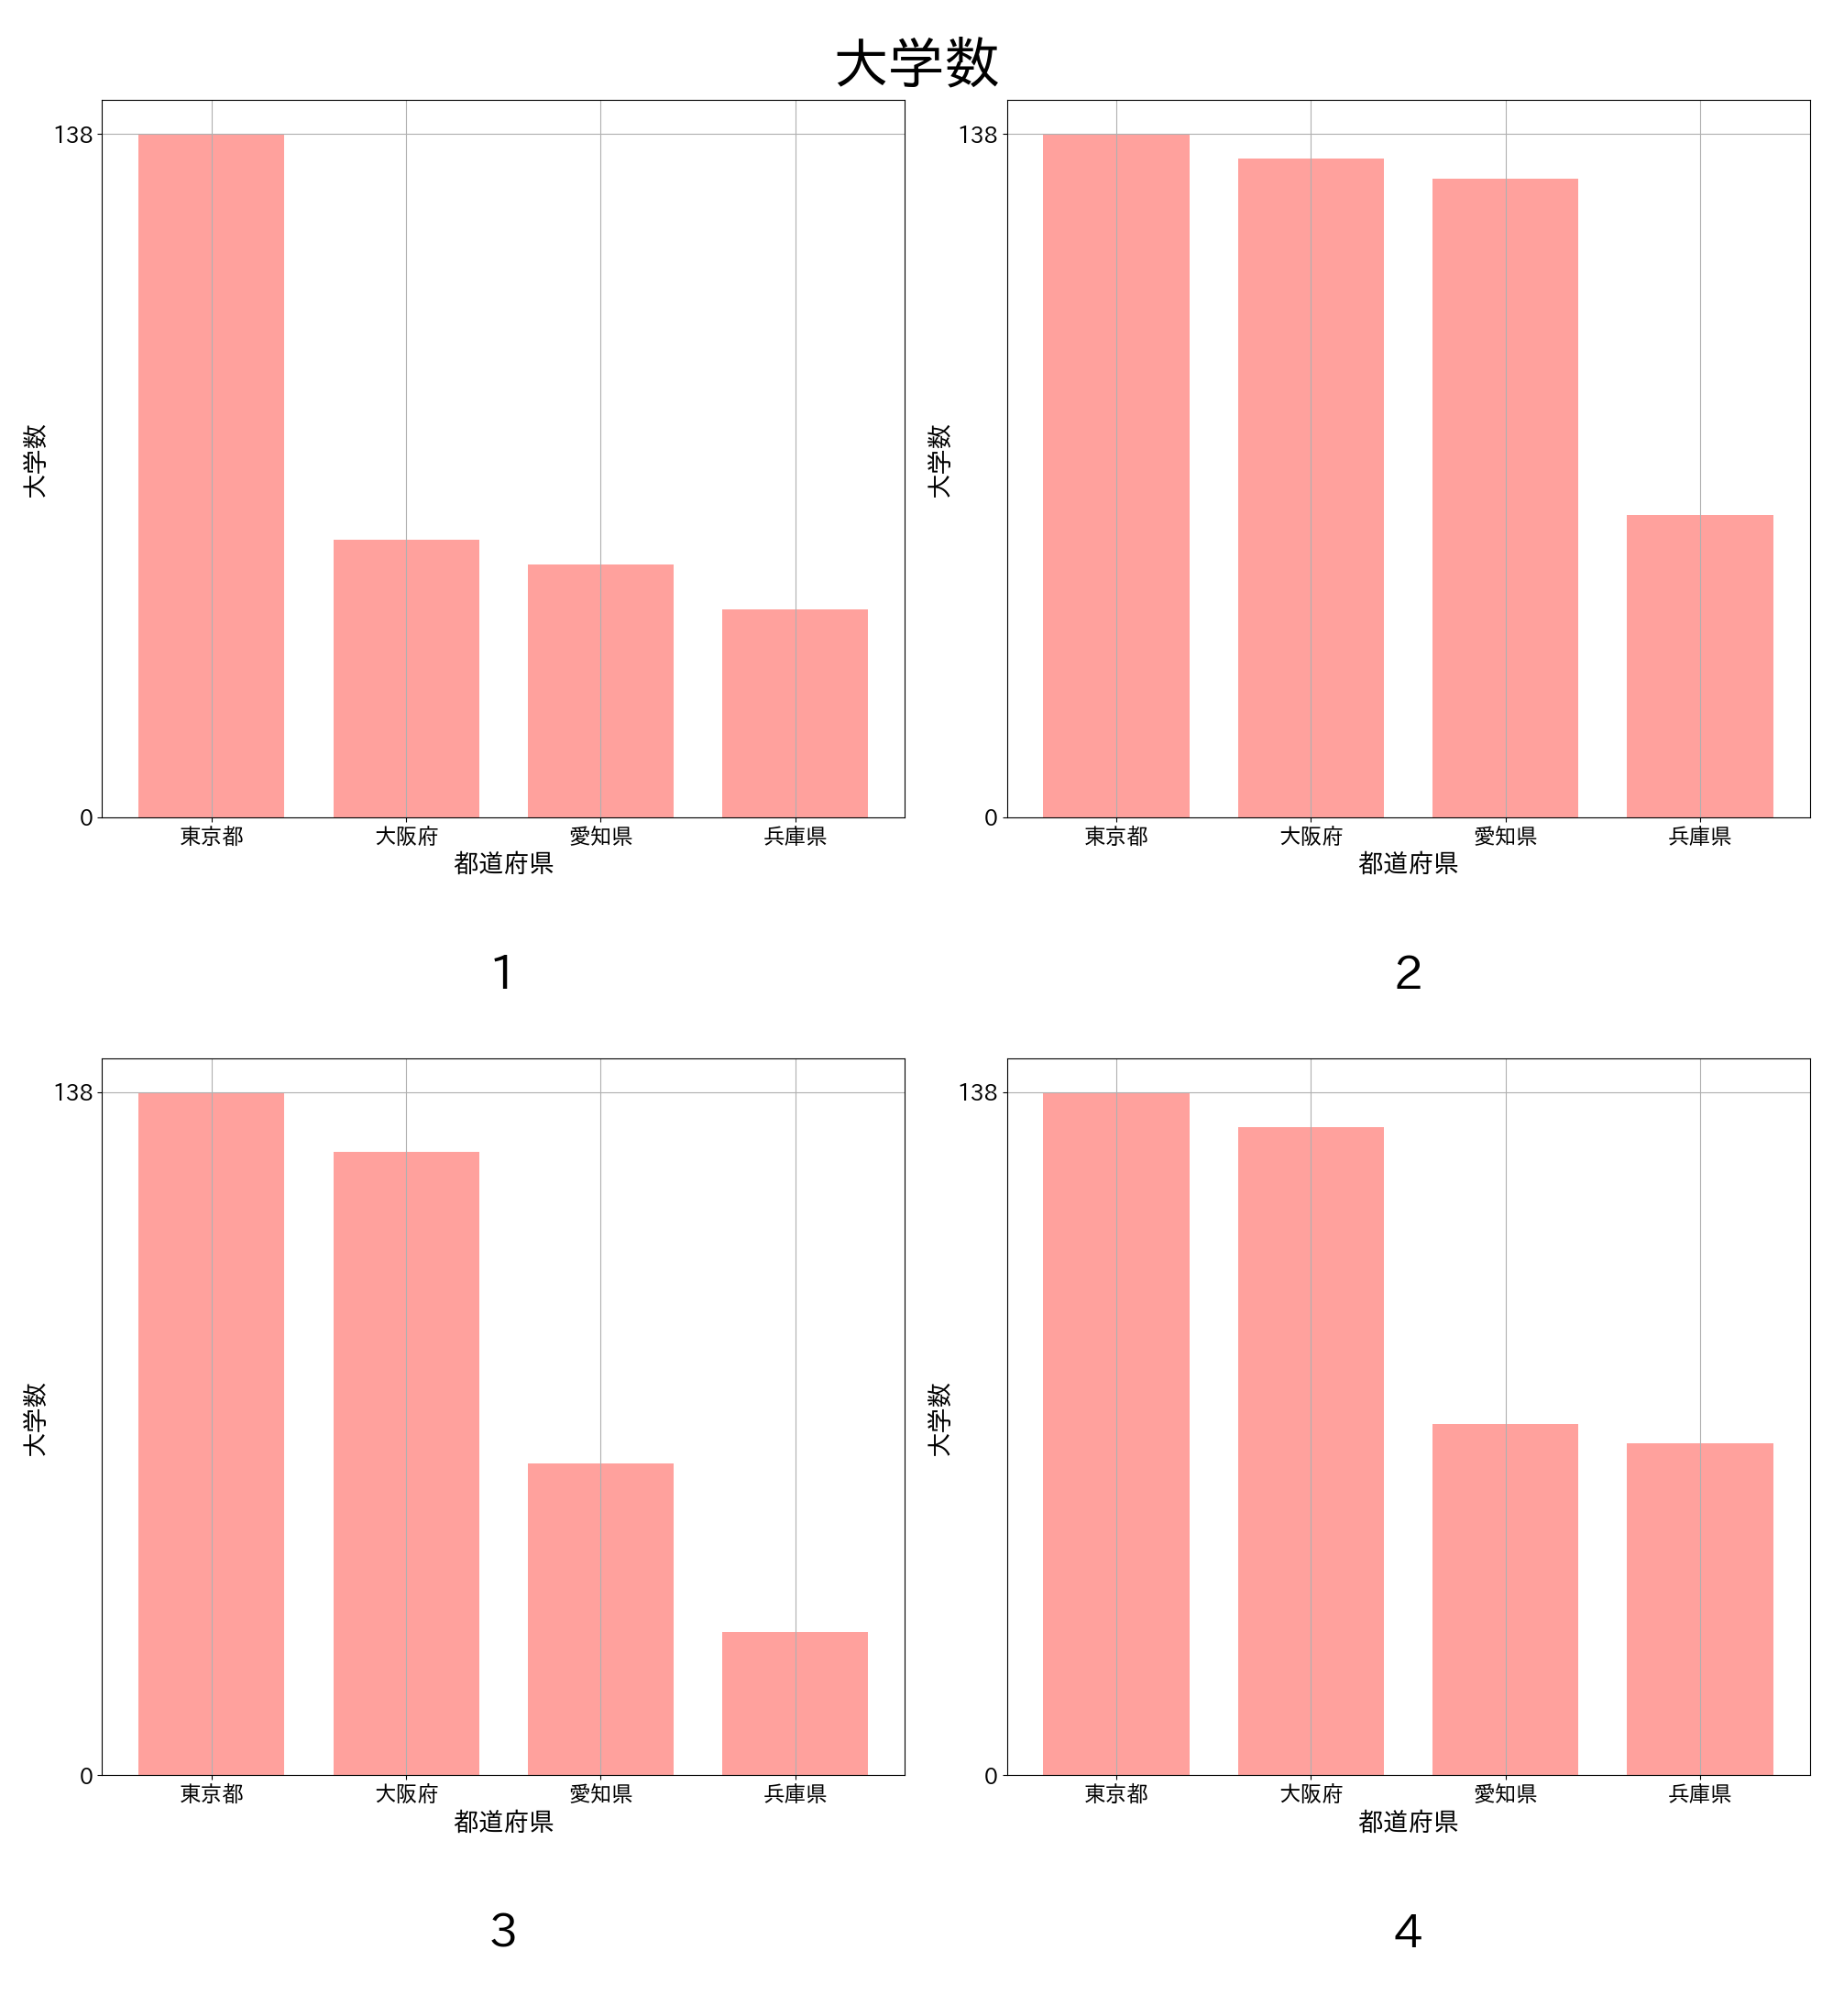 大学数
138
0
大学数
東京都 大阪府 愛知県 兵庫県
都道府県
1
138
0
大学数
東京都 大阪府 愛知県 兵庫県
都道府県
2
138
0
大学数
東京都 大阪府 愛知県 兵庫県
都道府県
3
138
0
大学数
東京都 大阪府 愛知県 兵庫県
都道府県
4